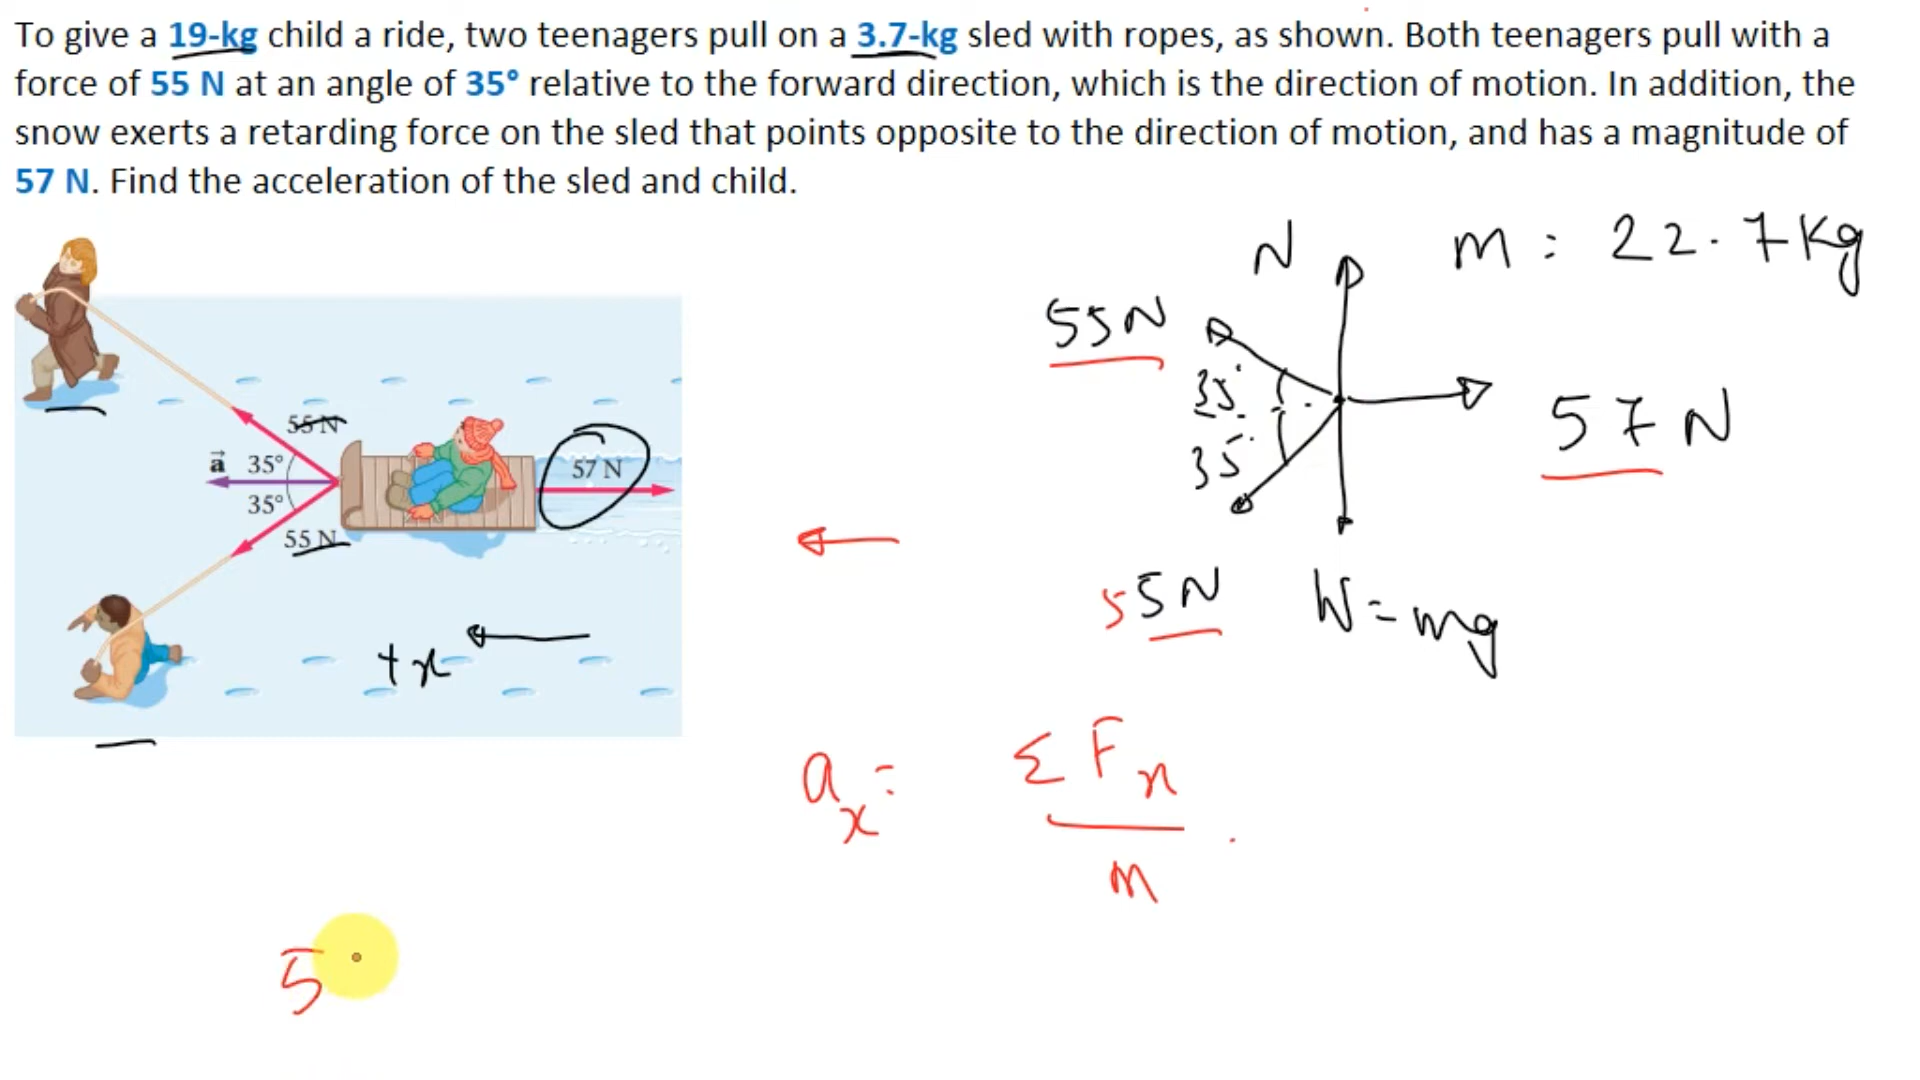 To give a 19-kg child a ride, two teenagers pull on a 3.7-kg sled with ropes, as shown. Both teenagers pull with a
force of 55 N at an angle of 35° relative to the forward direction, which is the direction of motion. In addition, the
snow exerts a retarding force on the sled that points opposite to the direction of motion, and has a magnitude of
57 N. Find the acceleration of the sled and child.
N
m : 22.7 Kg
55N
35°
35°
57 N
55 N
a 35°
35°
55 N
57 N
+x
55N
W = mg
a_x =
Σ F_x
m
5